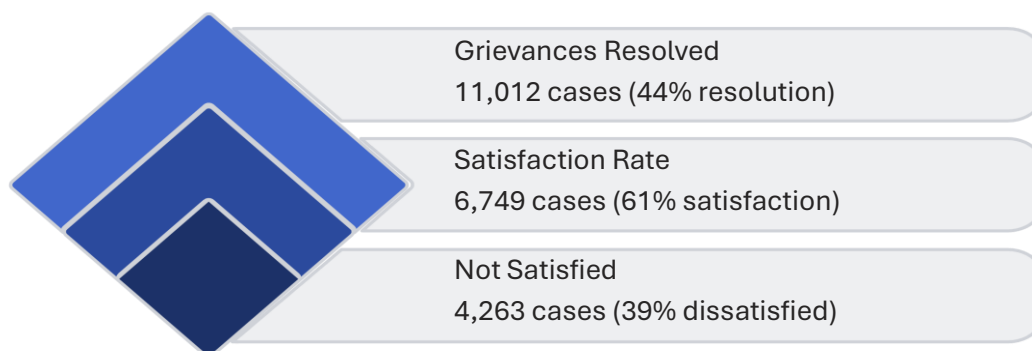 Grievances Resolved
11,012 cases (44% resolution)
Satisfaction Rate
6,749 cases (61% satisfaction)
Not Satisfied
4,263 cases (39% dissatisfied)